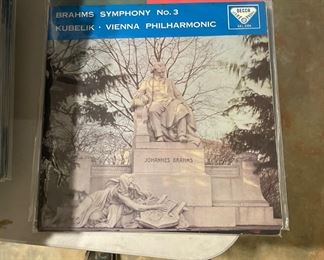 BRAHMS SYMPHONY No. 3
KUBELIK · VIENNA PHILHARMONIC
DECCA
JOHANNES BRAHMS